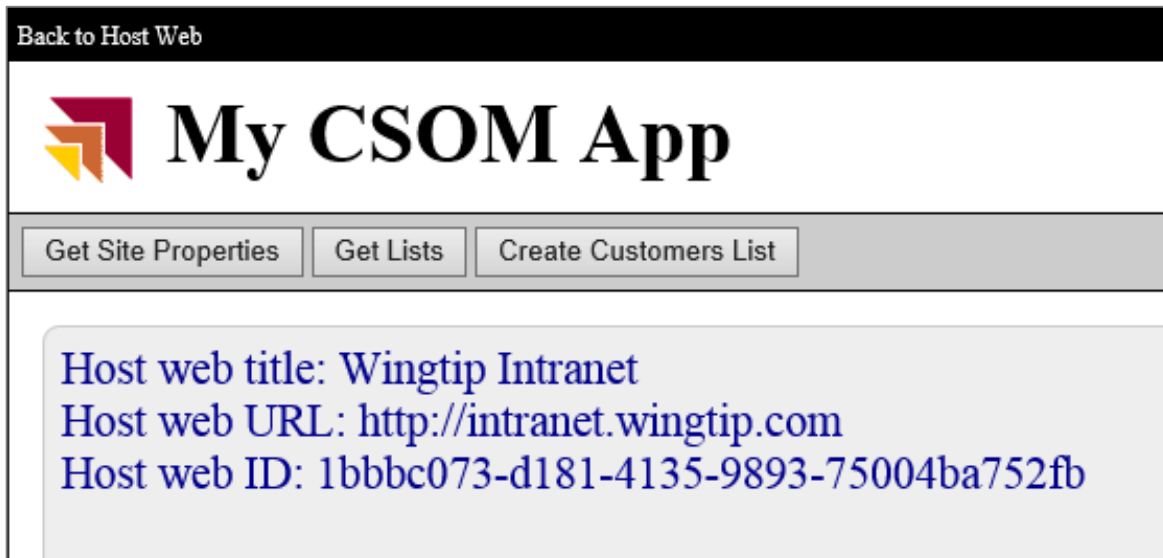 Back to Host Web
My CSOM App
Get Site Properties Get Lists Create Customers List
Host web title: Wingtip Intranet
Host web URL: http://intranet.wingtip.com
Host web ID: 1bbbc073-d181-4135-9893-75004ba752fb